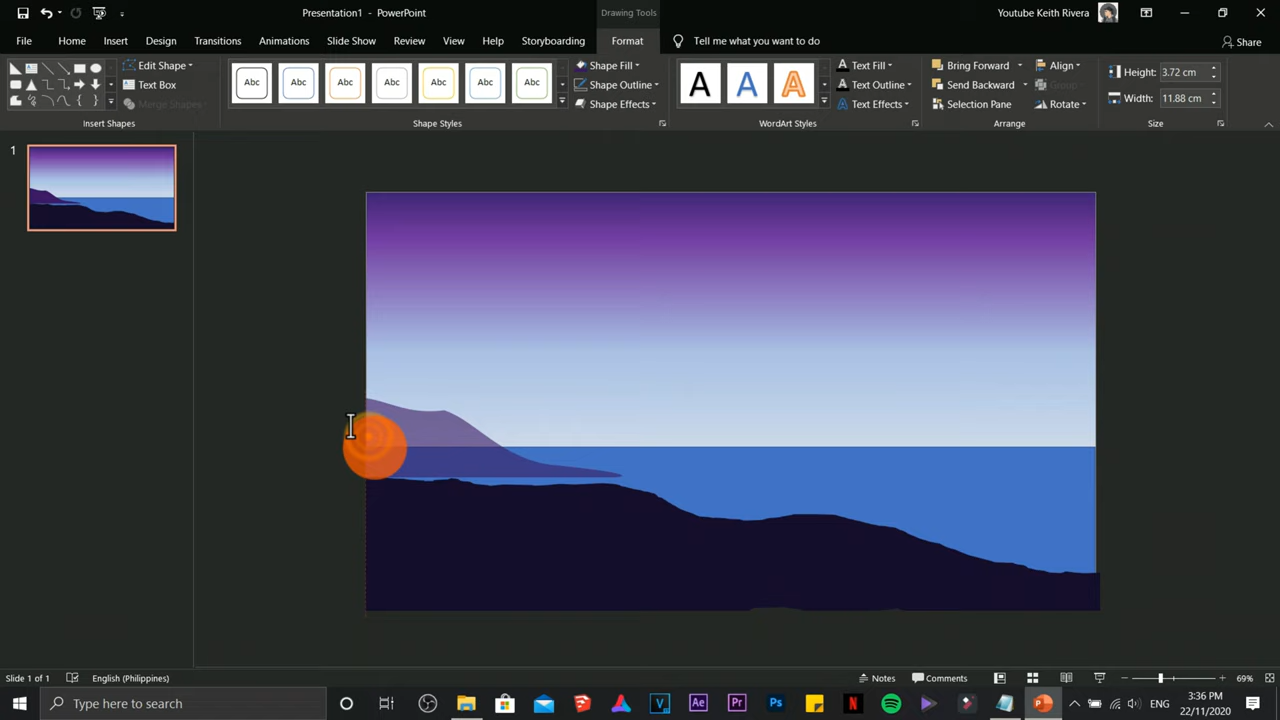 Presentation1 - PowerPoint
Drawing Tools
Youtube Keith Rivera
File Home Insert Design Transitions Animations Slide Show Review View Help Storyboarding Format Tell me what you want to do Share
Edit Shape
Text Box
Merge Shapes
Insert Shapes
Abc Abc Abc Abc Abc Abc Abc
Shape Fill
Shape Outline
Shape Effects
Shape Styles
A A A
Text Fill
Text Outline
Text Effects
WordArt Styles
Bring Forward
Send Backward
Selection Pane
Align
Group
Rotate
Arrange
Height: 3.72 cm
Width: 11.88 cm
Size
1
Slide 1 of 1 English (Philippines) Notes Comments 69%
Type here to search
Ae Pr Ps
ENG
3:36 PM
22/11/2020